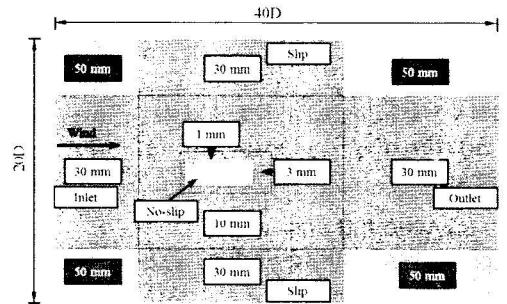 40D
Slip
50 mm
30 mm
50 mm
1 mm
Wind
20D
30 mm
3 mm
30 mm
Inlet
Outlet
No-slip
10 mm
50 mm
30 mm
50 mm
Slip